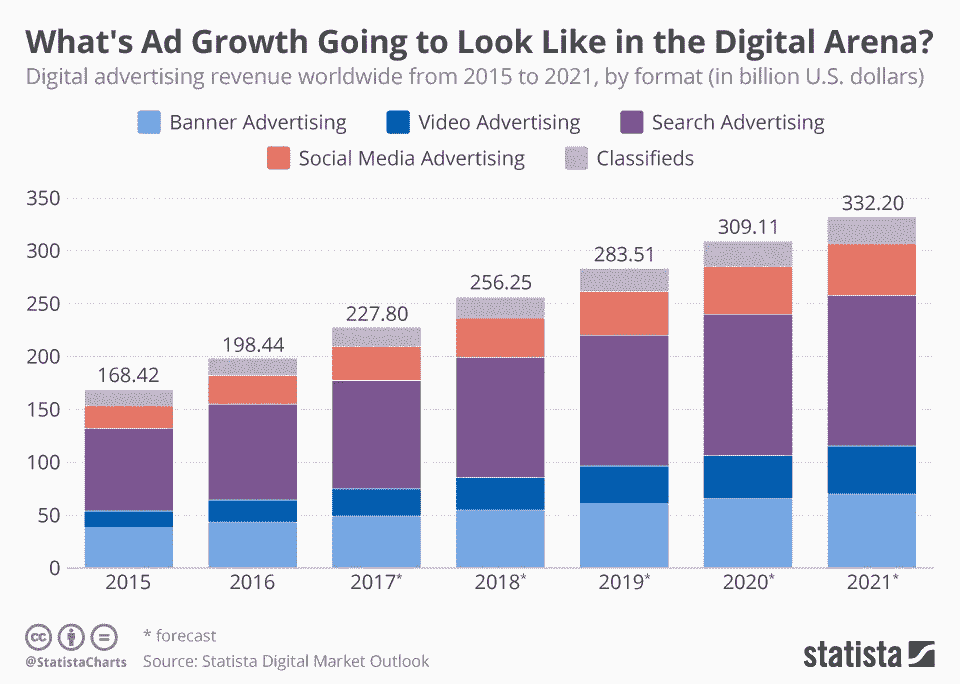 What's Ad Growth Going to Look Like in the Digital Arena?
Digital advertising revenue worldwide from 2015 to 2021, by format (in billion U.S. dollars)
Banner Advertising Video Advertising Search Advertising
Social Media Advertising Classifieds
350
300
250
200
150
100
50
0
168.42
198.44
227.80
256.25
283.51
309.11
332.20
2015 2016 2017* 2018* 2019* 2020* 2021*
cc
@StatistaCharts
* forecast
Source: Statista Digital Market Outlook
statista